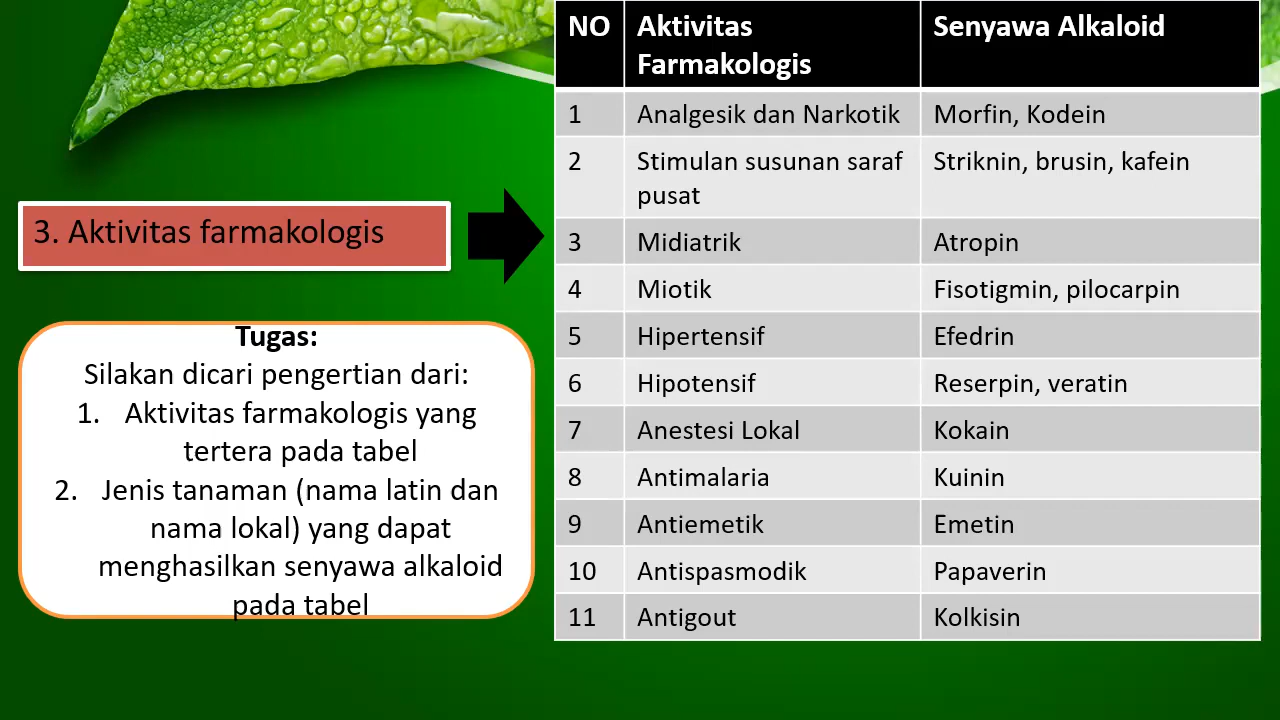 3. Aktivitas farmakologis
Tugas:
Silakan dicari pengertian dari:
1. Aktivitas farmakologis yang
tertera pada tabel
2. Jenis tanaman (nama latin dan
nama lokal) yang dapat
menghasilkan senyawa alkaloid
pada tabel
NO Aktivitas Farmakologis Senyawa Alkaloid
1 Analgesik dan Narkotik Morfin, Kodein
2 Stimulan susunan saraf pusat Striknin, brusin, kafein
3 Midiatrik Atropin
4 Miotik Fisotigmin, pilocarpin
5 Hipertensif Efedrin
6 Hipotensif Reserpin, veratin
7 Anestesi Lokal Kokain
8 Antimalaria Kuinin
9 Antiemetik Emetin
10 Antispasmodik Papaverin
11 Antigout Kolkisin